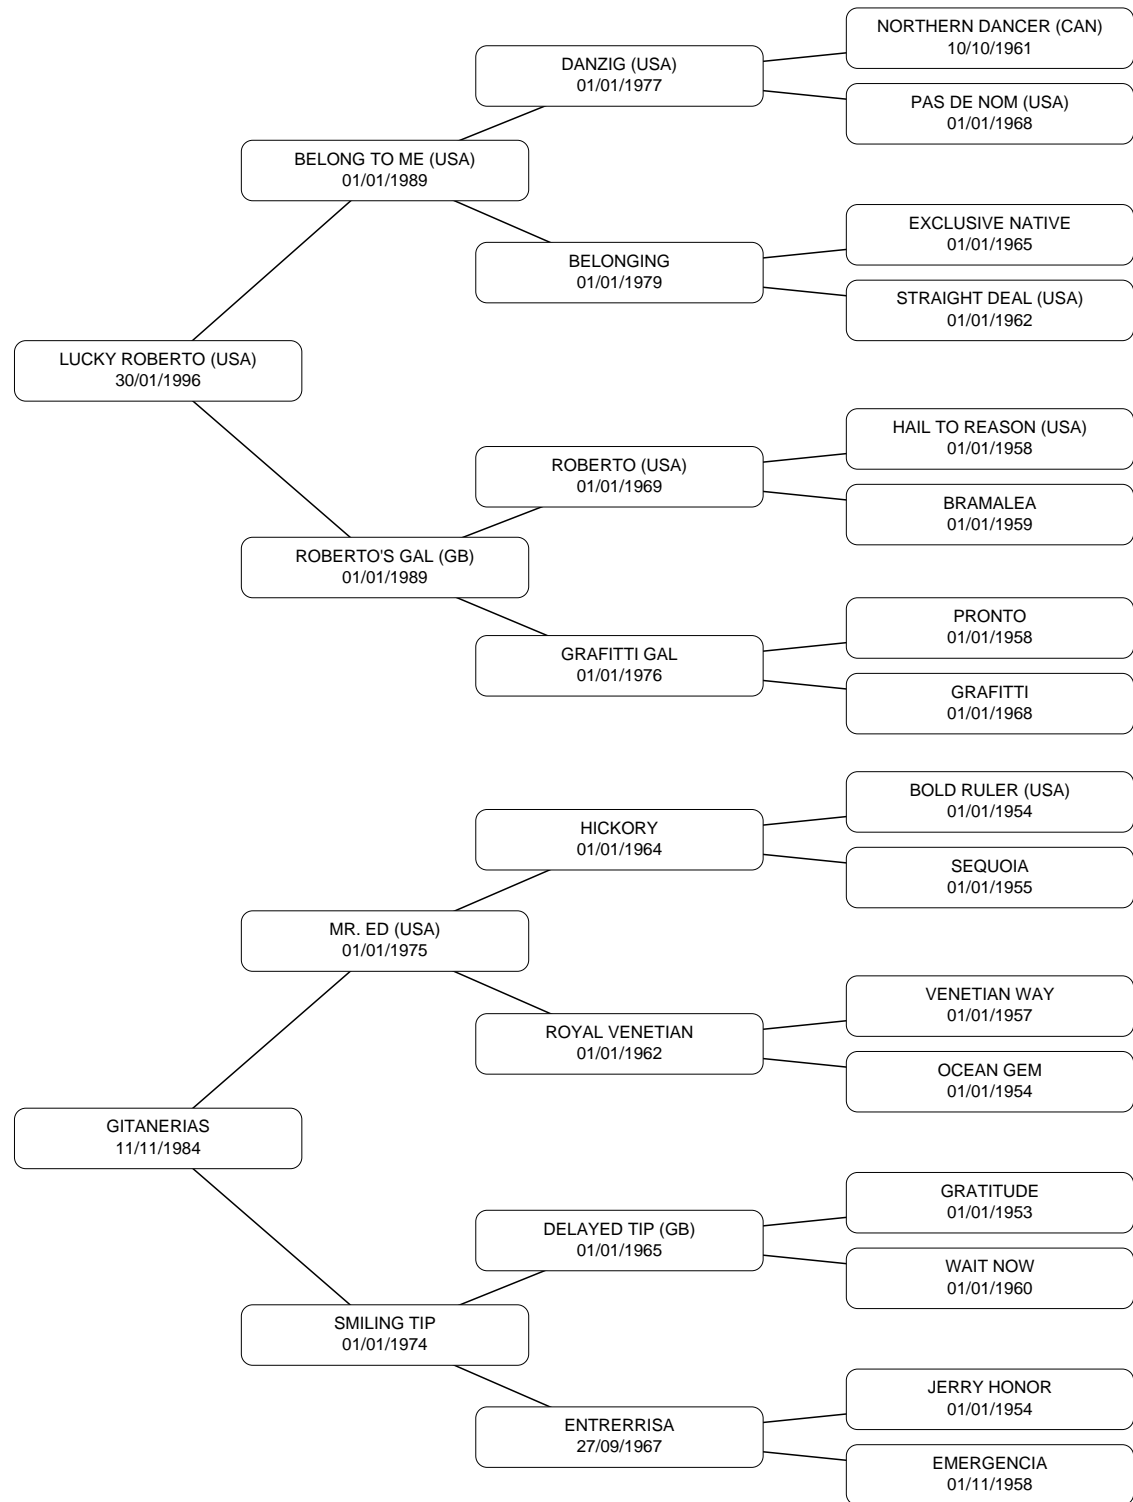 NORTHERN DANCER (CAN)
10/10/1961
DANZIG (USA)
01/01/1977
PAS DE NOM (USA)
01/01/1968
BELONG TO ME (USA)
01/01/1989
EXCLUSIVE NATIVE
01/01/1965
BELONGING
01/01/1979
STRAIGHT DEAL (USA)
01/01/1962
LUCKY ROBERTO (USA)
30/01/1996
HAIL TO REASON (USA)
01/01/1958
ROBERTO (USA)
01/01/1969
BRAMALEA
01/01/1959
ROBERTO'S GAL (GB)
01/01/1989
PRONTO
01/01/1958
GRAFITTI GAL
01/01/1976
GRAFITTI
01/01/1968
BOLD RULER (USA)
01/01/1954
HICKORY
01/01/1964
SEQUOIA
01/01/1955
MR. ED (USA)
01/01/1975
VENETIAN WAY
01/01/1957
ROYAL VENETIAN
01/01/1962
OCEAN GEM
01/01/1954
GITANERIAS
11/11/1984
GRATITUDE
01/01/1953
DELAYED TIP (GB)
01/01/1965
WAIT NOW
01/01/1960
SMILING TIP
01/01/1974
JERRY HONOR
01/01/1954
ENTRERRISA
27/09/1967
EMERGENCIA
01/11/1958